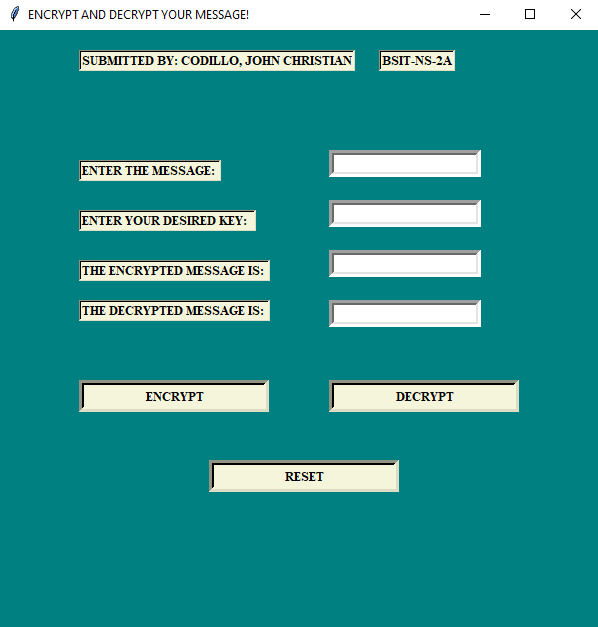 ENCRYPT AND DECRYPT YOUR MESSAGE!
SUBMITTED BY: CODILLO, JOHN CHRISTIAN BSIT-NS-2A
ENTER THE MESSAGE:
ENTER YOUR DESIRED KEY:
THE ENCRYPTED MESSAGE IS:
THE DECRYPTED MESSAGE IS:
ENCRYPT DECRYPT
RESET